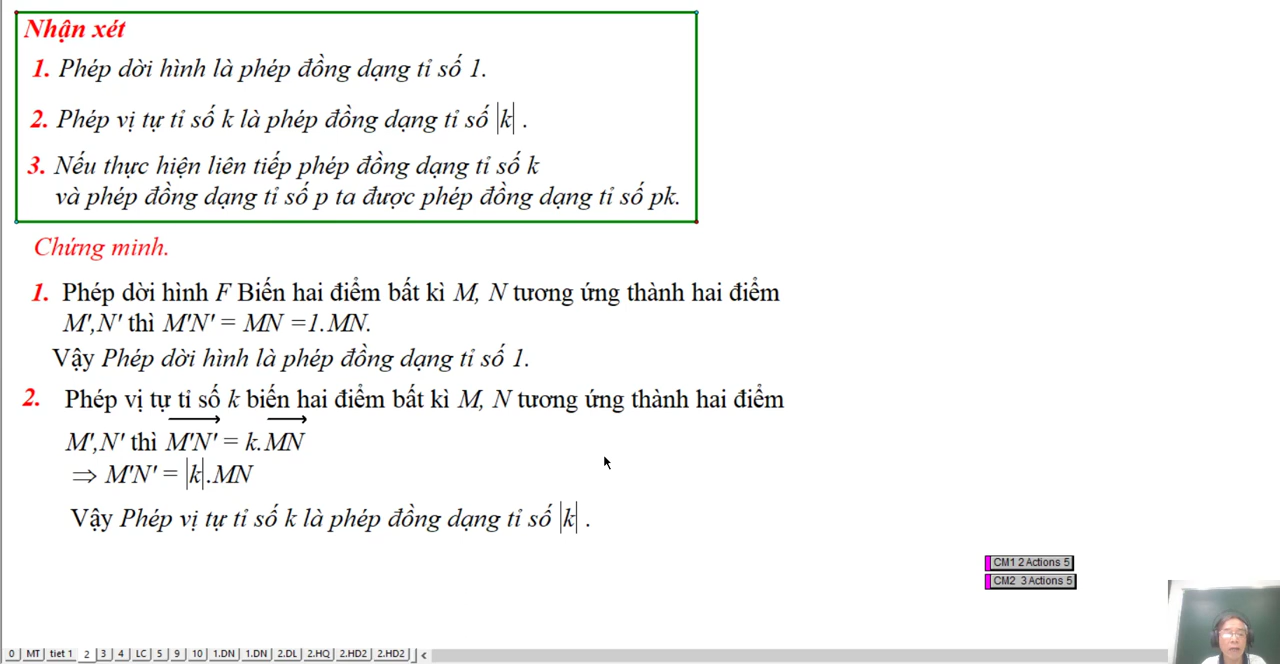 Nhận xét
1. Phép dời hình là phép đồng dạng tỉ số 1.
2. Phép vị tự tỉ số k là phép đồng dạng tỉ số |k| .
3. Nếu thực hiện liên tiếp phép đồng dạng tỉ số k
và phép đồng dạng tỉ số p ta được phép đồng dạng tỉ số pk.
Chứng minh.
1. Phép dời hình F Biến hai điểm bất kì M, N tương ứng thành hai điểm
M',N' thì M'N' = MN =1.MN.
Vậy Phép dời hình là phép đồng dạng tỉ số 1.
2. Phép vị tự tỉ số k biến hai điểm bất kì M, N tương ứng thành hai điểm
M',N' thì M'N' = k.MN
⇒ M'N' = |k|.MN
Vậy Phép vị tự tỉ số k là phép đồng dạng tỉ số |k| .
CM1 2 Actions 5
CM2 3 Actions 5
0 MT tiet 1 2 3 4 LC 5 9 10 1.DN 1.DN 2.DL 2.HQ 2.HD2 2.HD2